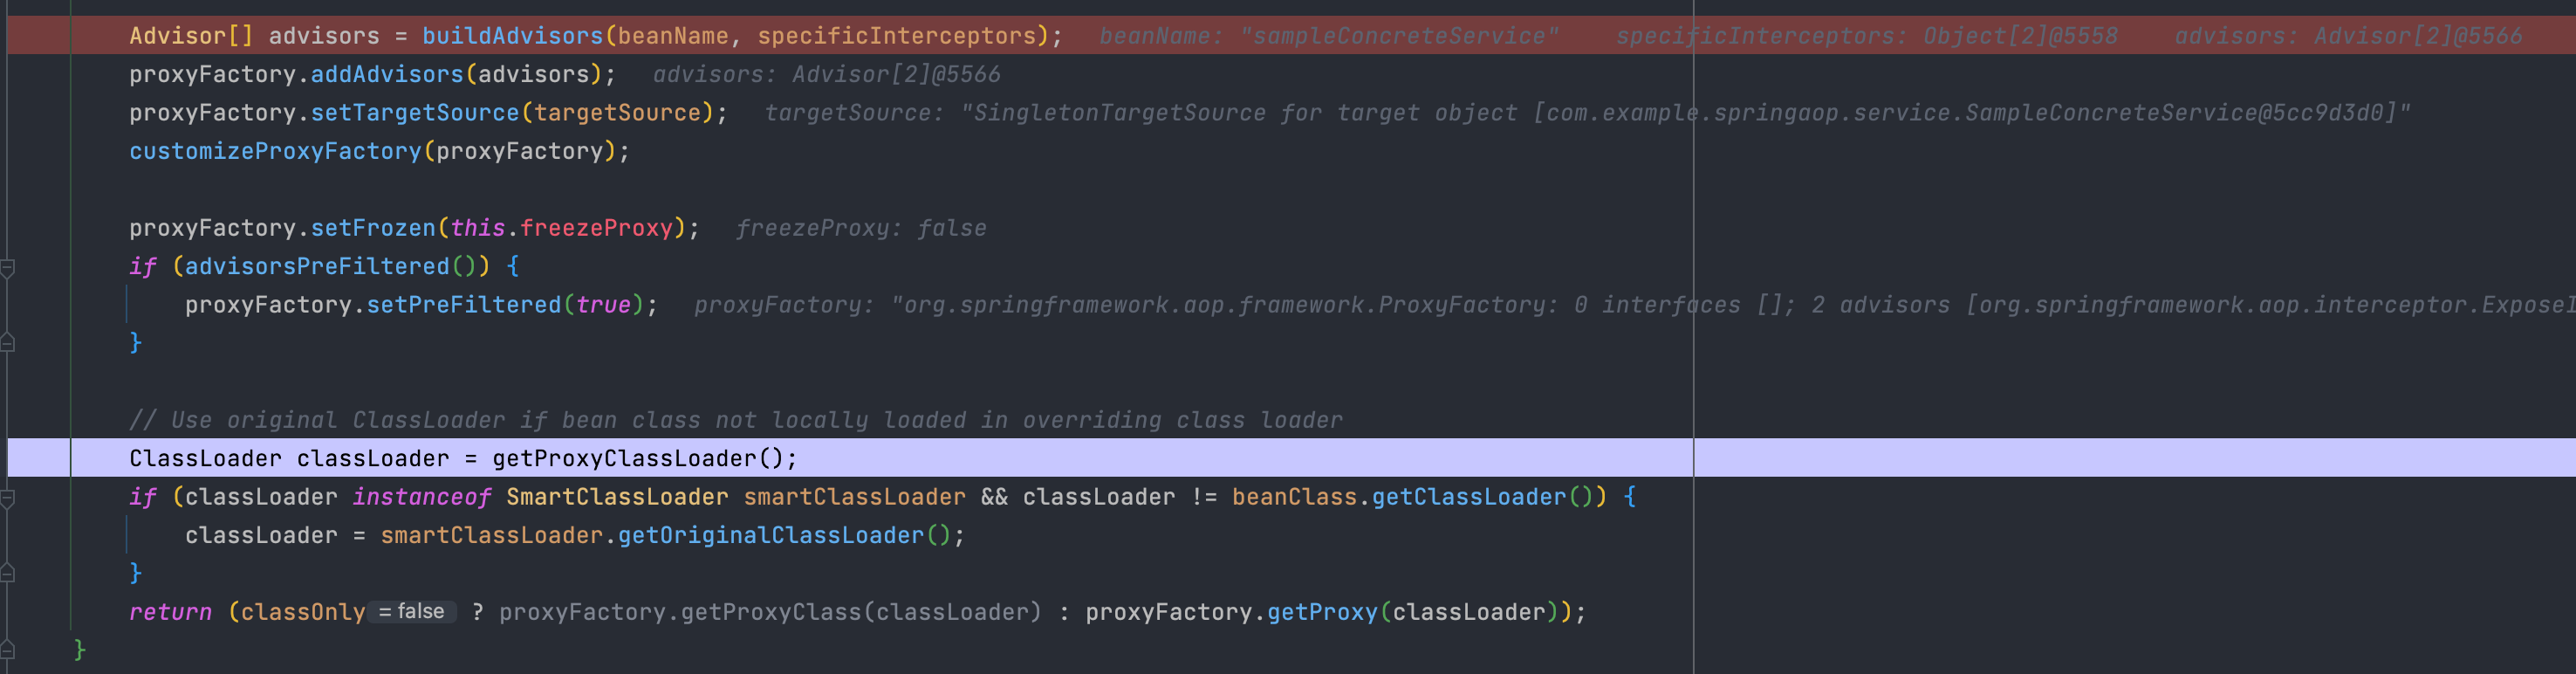 Advisor[] advisors = buildAdvisors(beanName, specificInterceptors);   beanName: "sampleConcreteService"    specificInterceptors: Object[2]@5558    advisors: Advisor[2]@5566
proxyFactory.addAdvisors(advisors);   advisors: Advisor[2]@5566
proxyFactory.setTargetSource(targetSource);   targetSource: "SingletonTargetSource for target object [com.example.springaop.service.SampleConcreteService@5cc9d3d0]"
customizeProxyFactory(proxyFactory);
proxyFactory.setFrozen(this.freezeProxy);   freezeProxy: false
if (advisorsPreFiltered()) {
proxyFactory.setPreFiltered(true);   proxyFactory: "org.springframework.aop.framework.ProxyFactory: 0 interfaces []; 2 advisors [org.springframework.aop.interceptor.ExposeI
}
// Use original ClassLoader if bean class not locally loaded in overriding class loader
ClassLoader classLoader = getProxyClassLoader();
if (classLoader instanceof SmartClassLoader smartClassLoader && classLoader != beanClass.getClassLoader()) {
classLoader = smartClassLoader.getOriginalClassLoader();
}
return (classOnly = false ? proxyFactory.getProxyClass(classLoader) : proxyFactory.getProxy(classLoader));
}